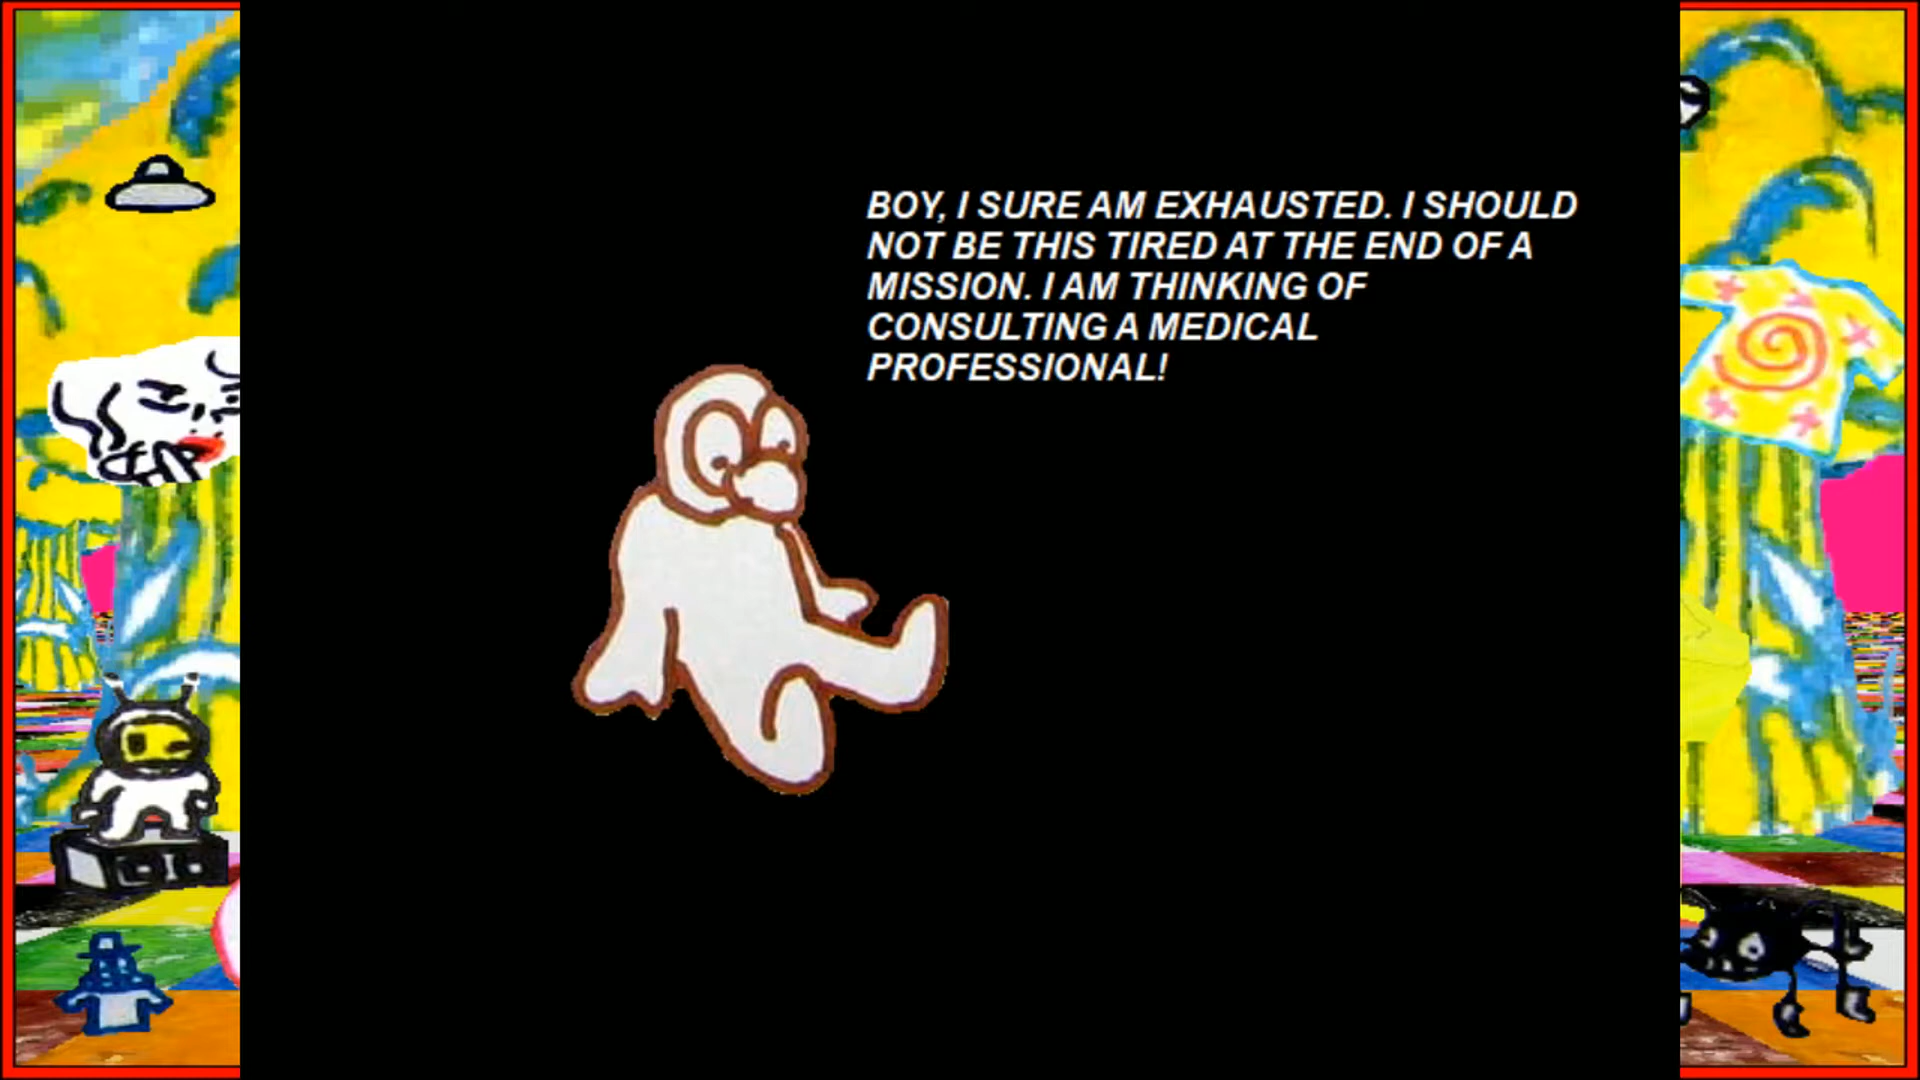 BOY, I SURE AM EXHAUSTED. I SHOULD
NOT BE THIS TIRED AT THE END OF A
MISSION. I AM THINKING OF
CONSULTING A MEDICAL
PROFESSIONAL!